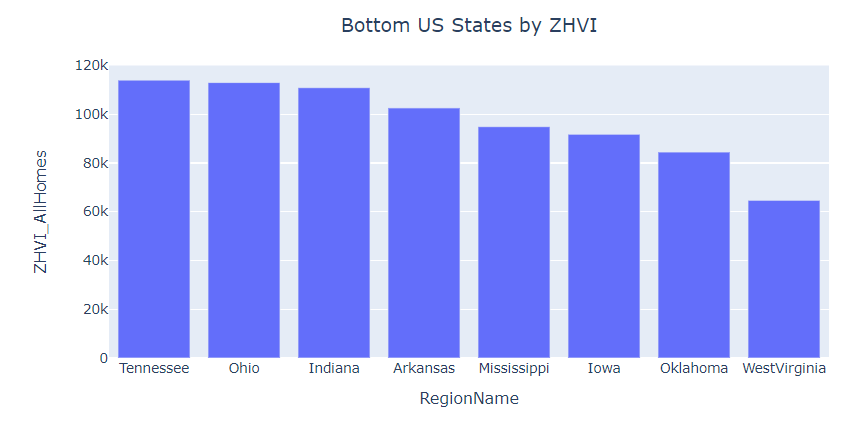 Bottom US States by ZHVI
ZHVI_AllHomes
120k
100k
80k
60k
40k
20k
0
Tennessee Ohio Indiana Arkansas Mississippi Iowa Oklahoma WestVirginia
RegionName